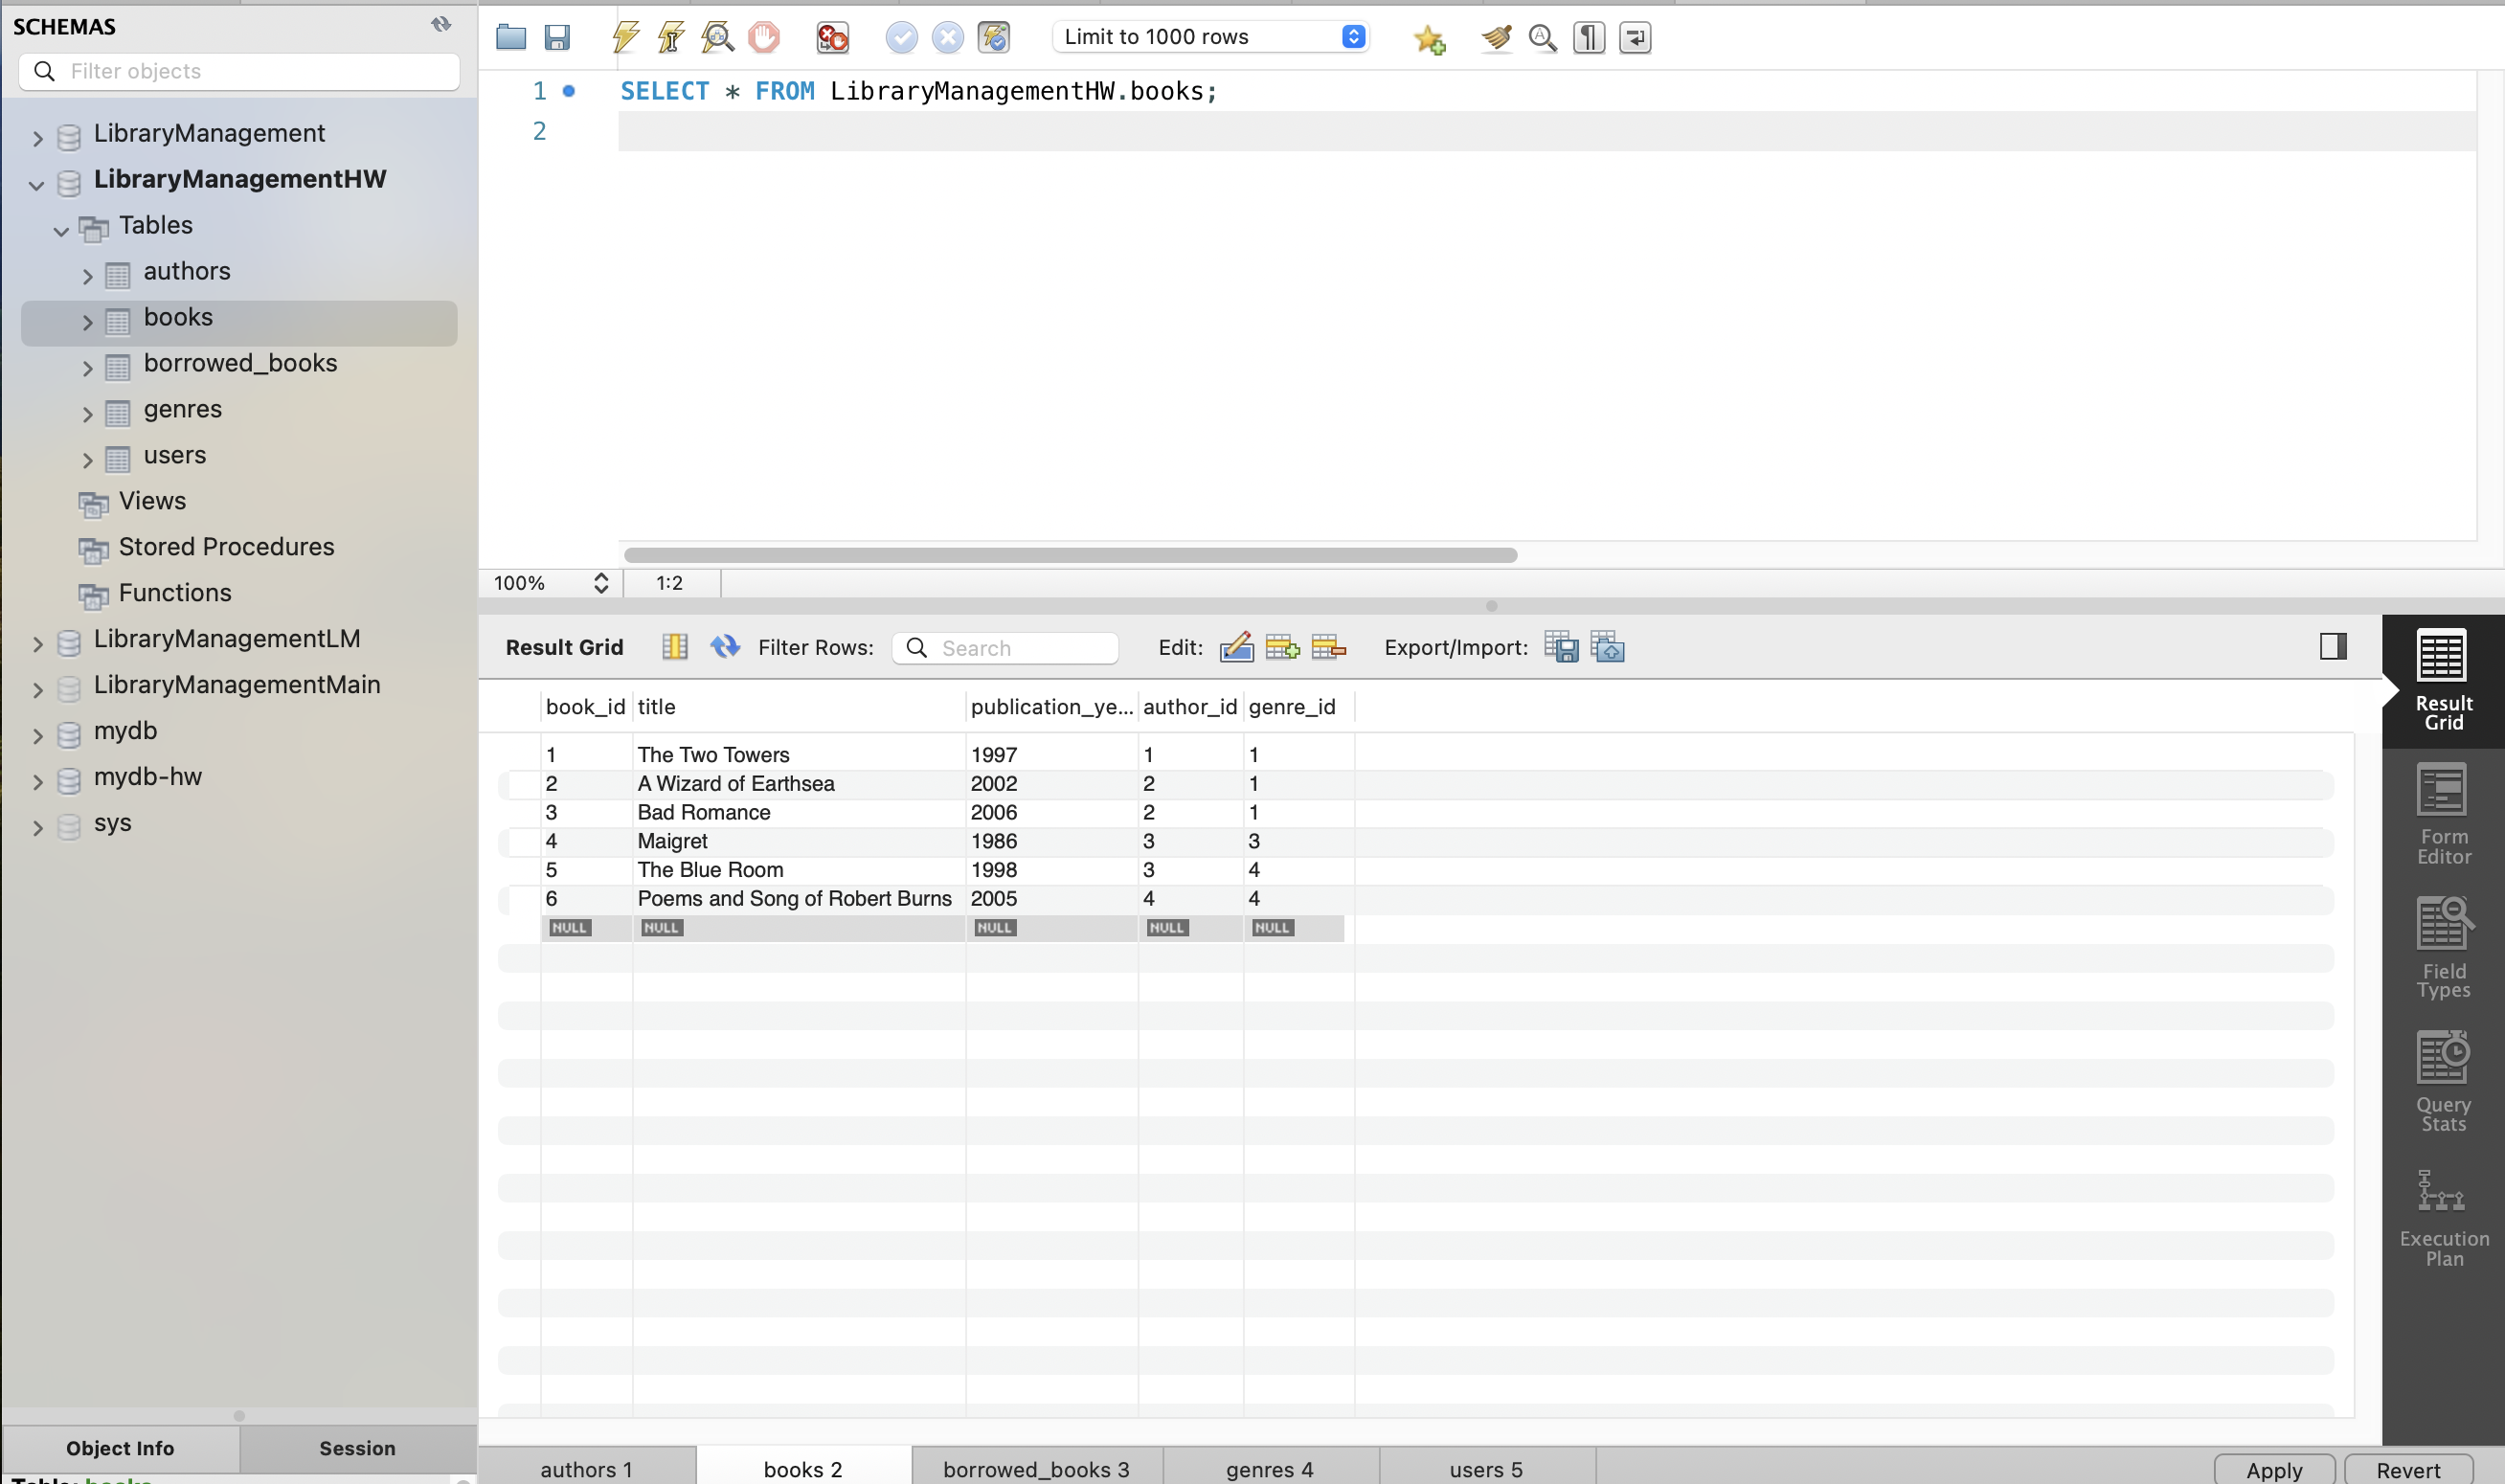 SCHEMAS
Filter objects
LibraryManagement
LibraryManagementHW
Tables
authors
books
borrowed_books
genres
users
Views
Stored Procedures
Functions
LibraryManagementLM
LibraryManagementMain
mydb
mydb-hw
sys
Object Info Session
Table: books
Limit to 1000 rows
1 SELECT * FROM LibraryManagementHW.books;
2
100% 1:2
Result Grid Filter Rows: Search Edit: Export/Import:
book_id title publication_ye... author_id genre_id
1 The Two Towers 1997 1 1
2 A Wizard of Earthsea 2002 2 1
3 Bad Romance 2006 2 1
4 Maigret 1986 3 3
5 The Blue Room 1998 3 4
6 Poems and Song of Robert Burns 2005 4 4
NULL NULL NULL NULL NULL
Result
Grid
Form
Editor
Field
Types
Query
Stats
Execution
Plan
authors 1 books 2 borrowed_books 3 genres 4 users 5 Apply Revert